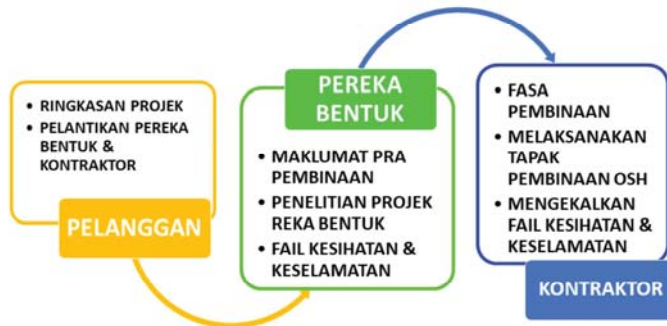 • RINGKASAN PROJEK
• PELANTIKAN PEREKA
BENTUK &
KONTRAKTOR
PELANGGAN
PEREKA
BENTUK
• MAKLUMAT PRA
PEMBINAAN
• PENELITIAN PROJEK
REKA BENTUK
• FAIL KESIHATAN &
KESELAMATAN
• FASA
PEMBINAAN
• MELAKSANAKAN
TAPAK
PEMBINAAN OSH
• MENGEKALKAN
FAIL KESIHATAN &
KESELAMATAN
KONTRAKTOR